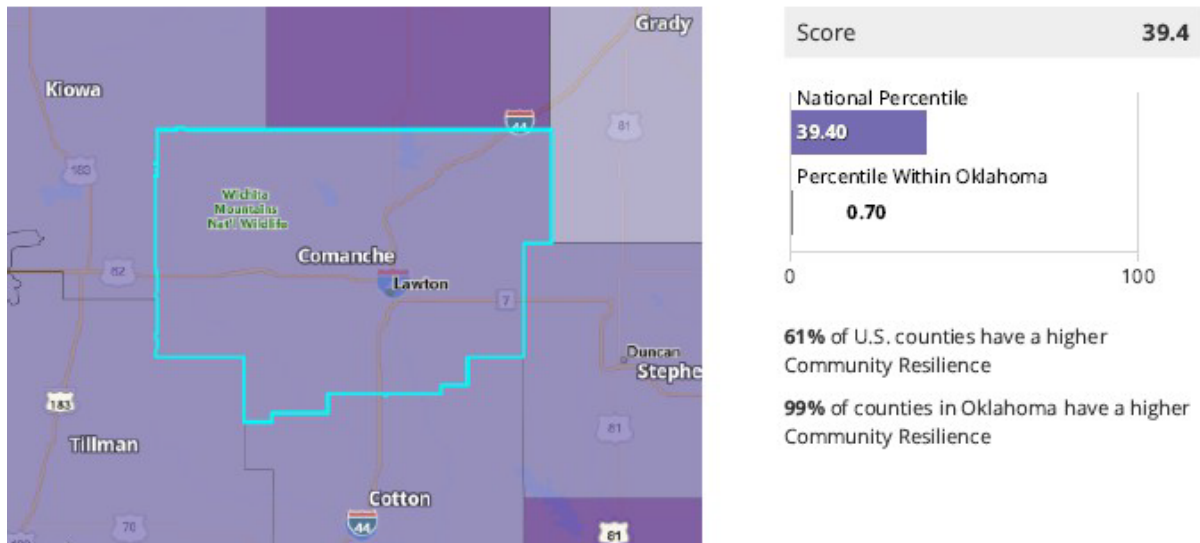 Grady
Kiowa
44
81
183
Wichita
Mountains
Nat'l Wildlife
Comanche
62
Lawton
7
Duncan
Stephe
183
Tillman
81
Cotton
70
44
81
Score 39.4
National Percentile
39.40
Percentile Within Oklahoma
0.70
0 100
61% of U.S. counties have a higher
Community Resilience
99% of counties in Oklahoma have a higher
Community Resilience